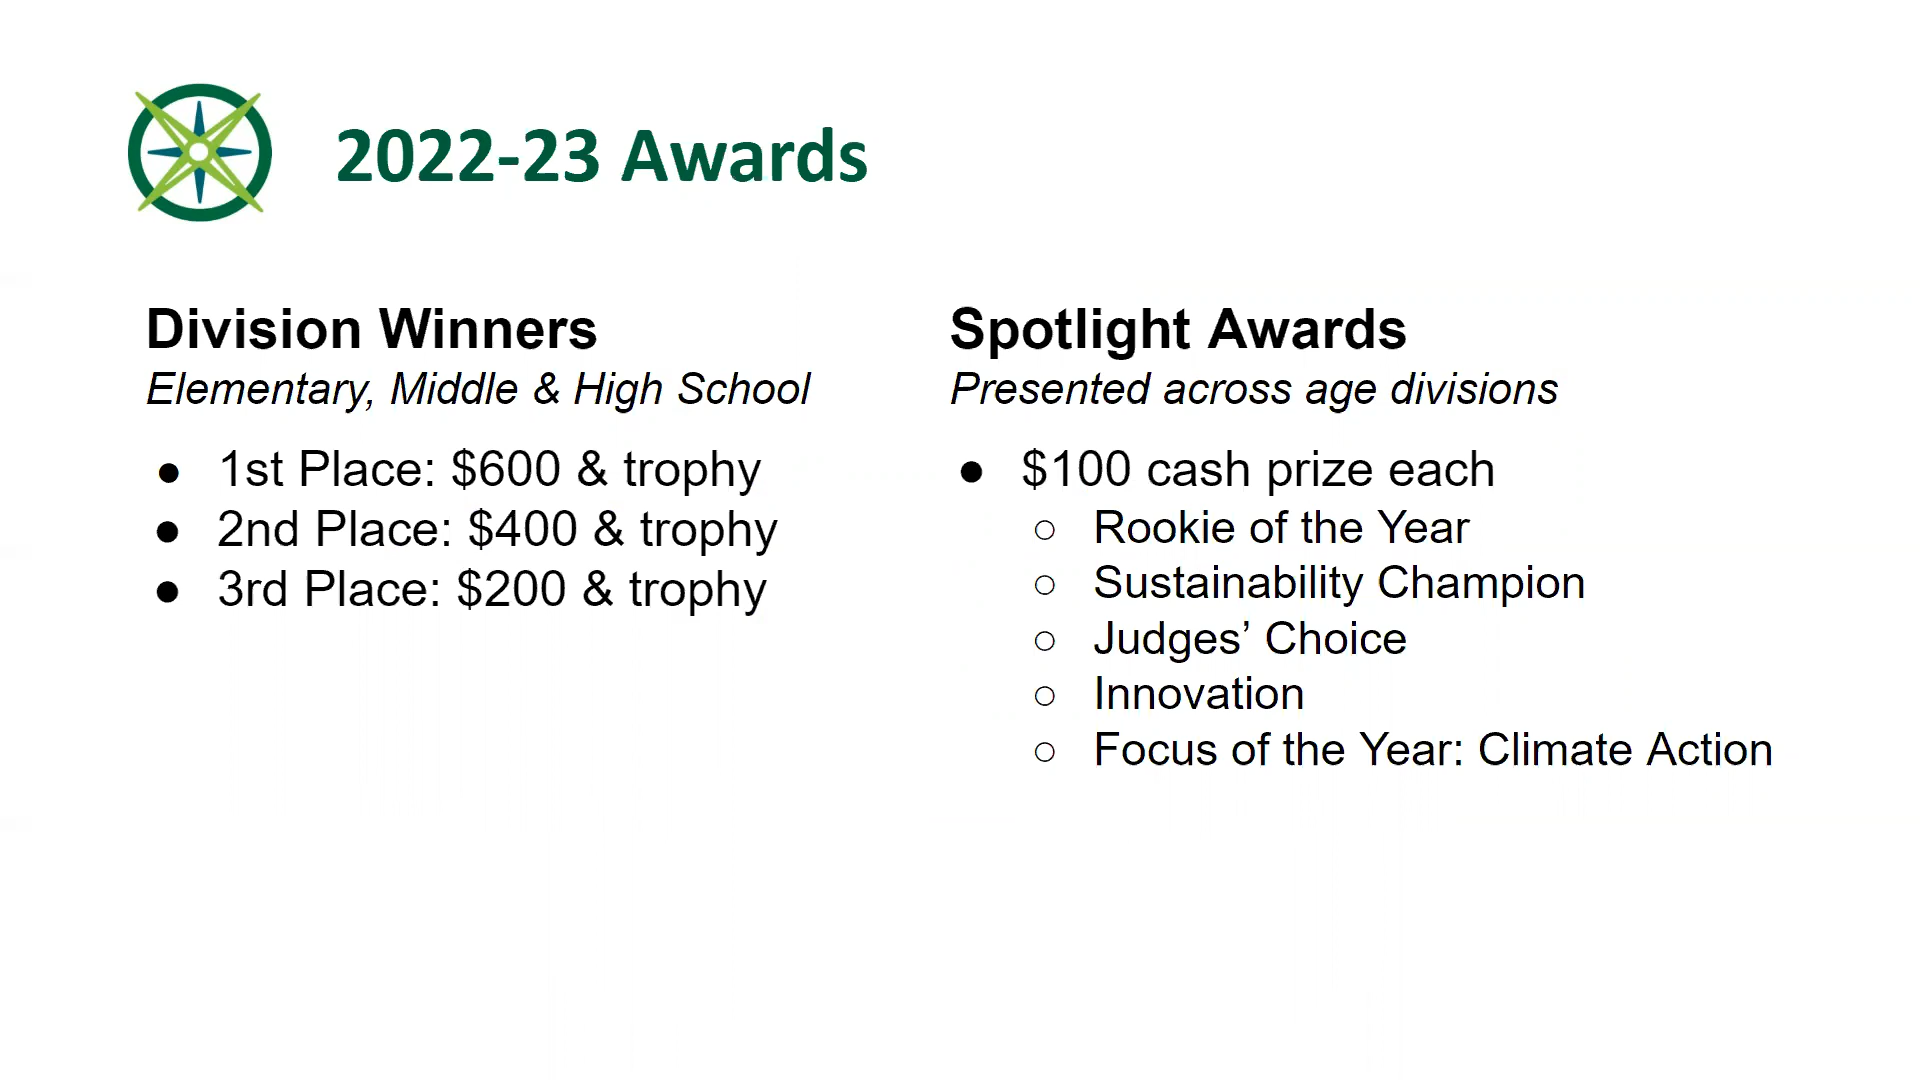 2022-23 Awards
Division Winners
Elementary, Middle & High School
● 1st Place: $600 & trophy
● 2nd Place: $400 & trophy
● 3rd Place: $200 & trophy
Spotlight Awards
Presented across age divisions
● $100 cash prize each
○ Rookie of the Year
○ Sustainability Champion
○ Judges’ Choice
○ Innovation
○ Focus of the Year: Climate Action